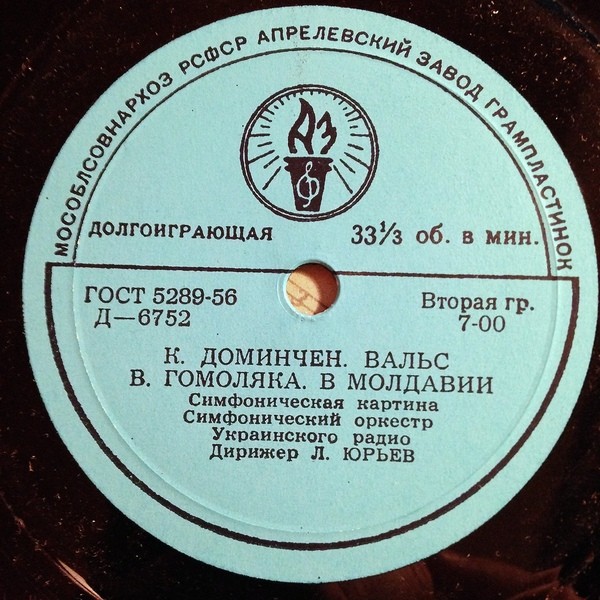 МОСОБЛСОВНАРХОЗ РСФСР АПРЕЛЕВСКИЙ ЗАВОД ГРАМПЛАСТИНОК
АЗ
ДОЛГОИГРАЮЩАЯ 33⅓ об. в мин.
ГОСТ 5289-56 Вторая гр.
Д—6752 7-00
К. ДОМИНЧЕН. ВАЛЬС
В. ГОМОЛЯКА. В МОЛДАВИИ
Симфоническая картина
Симфонический оркестр
Украинского радио
Дирижер Л. ЮРЬЕВ